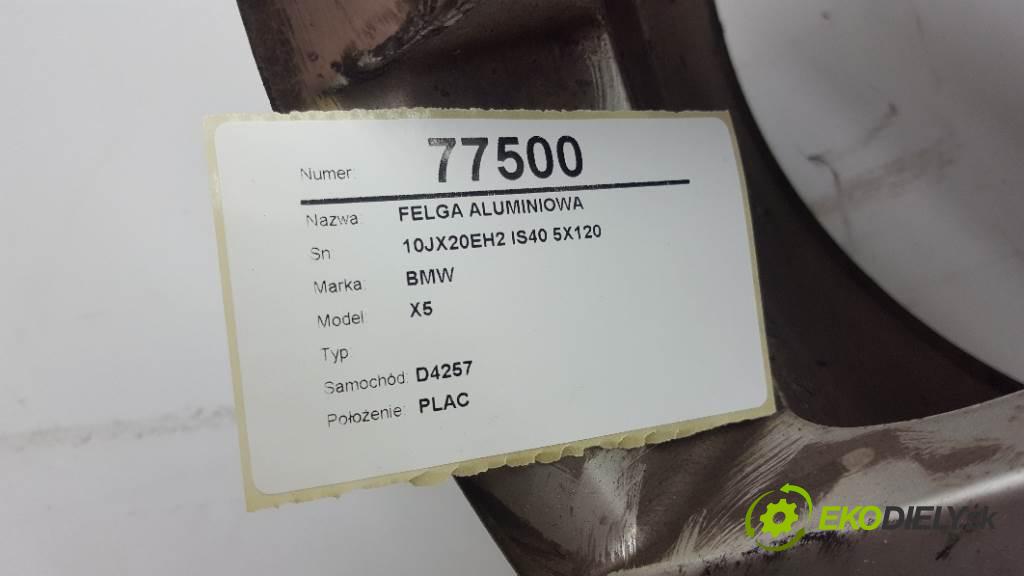 Numer: 77500
Nazwa: FELGA ALUMINIOWA
Sn 10JX20EH2 IS40 5X120
Marka: BMW
Model: X5
Typ:
Samochód: D4257
Położenie: PLAC
EKODIELY.sk